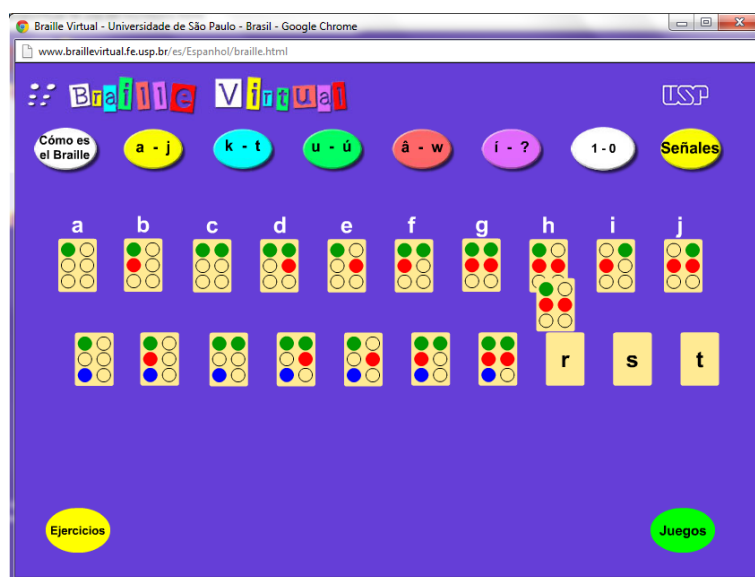 Braille Virtual - Universidade de São Paulo - Brasil - Google Chrome
www.braillevirtual.fe.usp.br/es/Espanhol/braille.html
Braille Virtual USP
Cómo es el Braille
a - j
k - t
u - ú
â - w
í - ?
1 - 0
Señales
a b c d e f g h i j
r s t
Ejercicios
Juegos